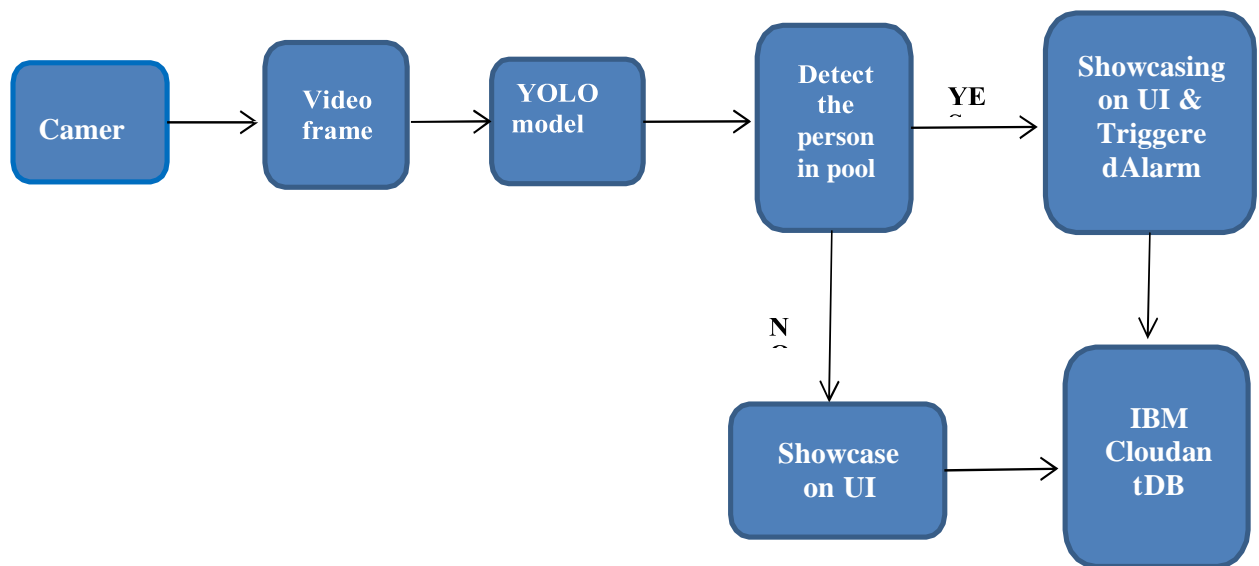 Camer
Video
frame
YOLO
model
Detect
the
person
in pool
YE
Showcasing
on UI &
Triggere
dAlarm
N
Showcase
on UI
IBM
Cloudan
tDB